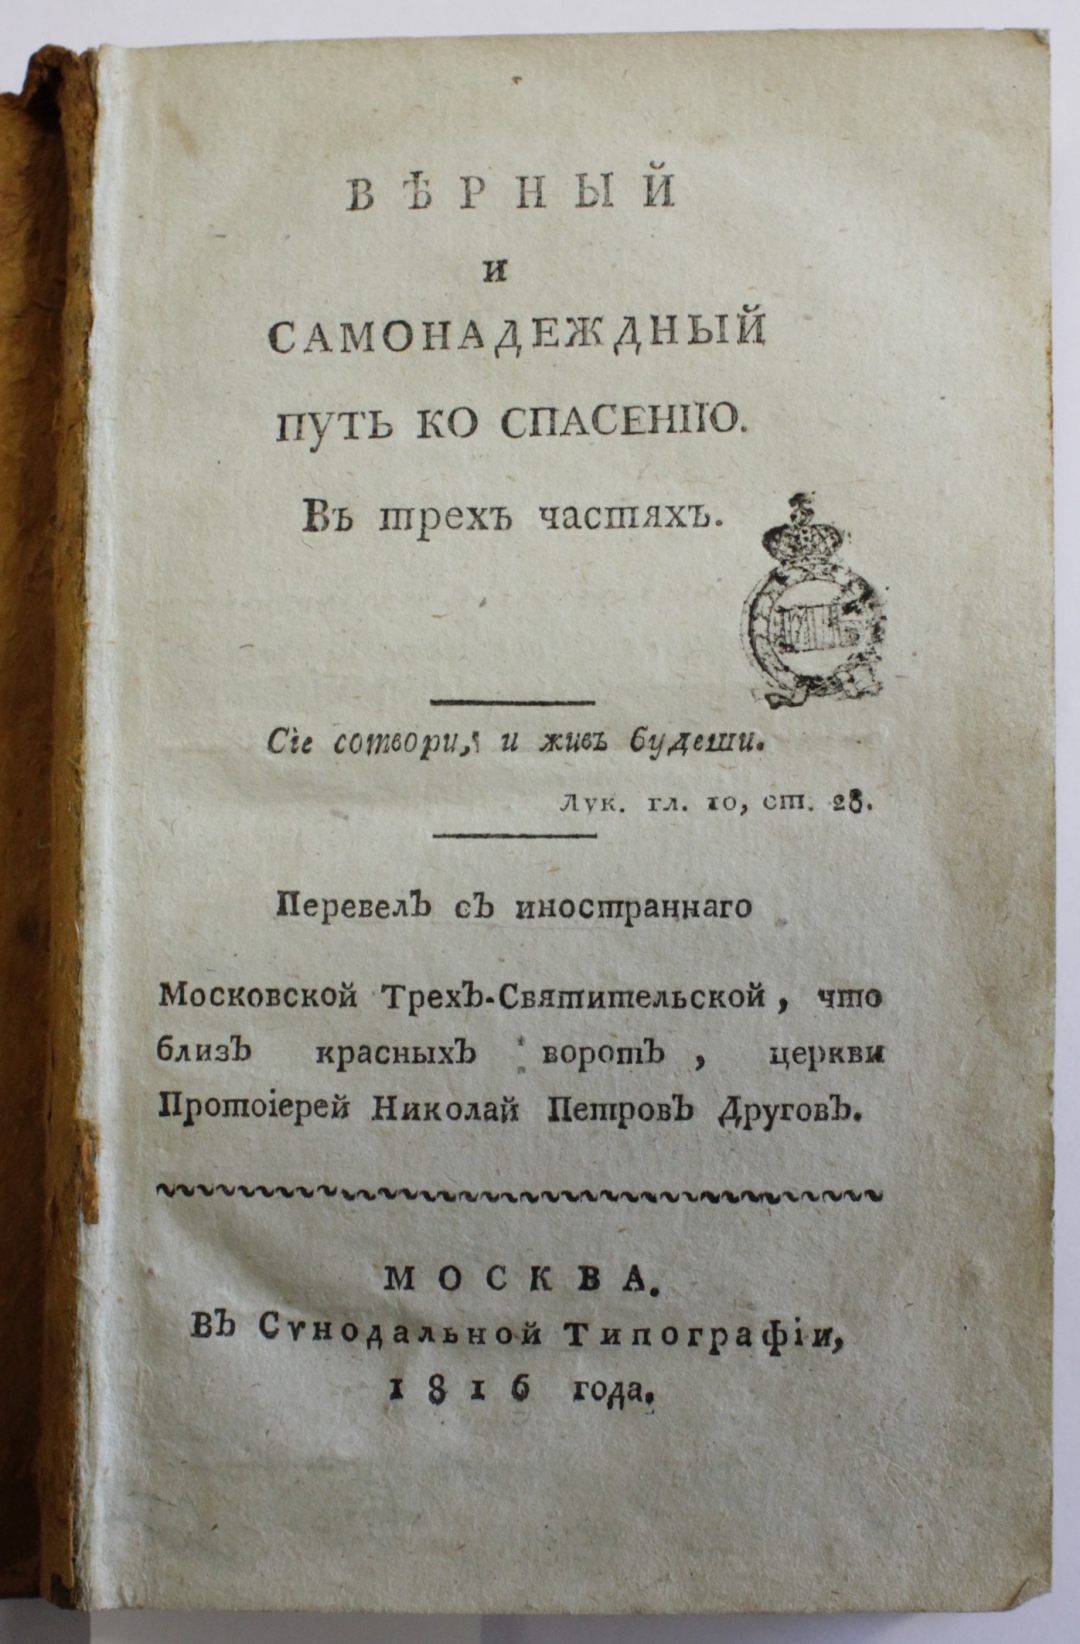 ВѢРНЫЙ
и
САМОНАДЕЖДНЫЙ
ПУТЬ КО СПАСЕНІЮ.
Въ трехъ частяхъ.
Сіе сотвори, и живъ будеши.
Лук. гл. 10, ст. 28.
Перевелъ съ иностраннаго
Московской Трехъ-Святительской, что
близъ красныхъ воротъ, церкви
Протоіерей Николай Петровъ Друговъ.
МОСКВА.
Въ Сѵнодальной Типографіи,
1816 года.